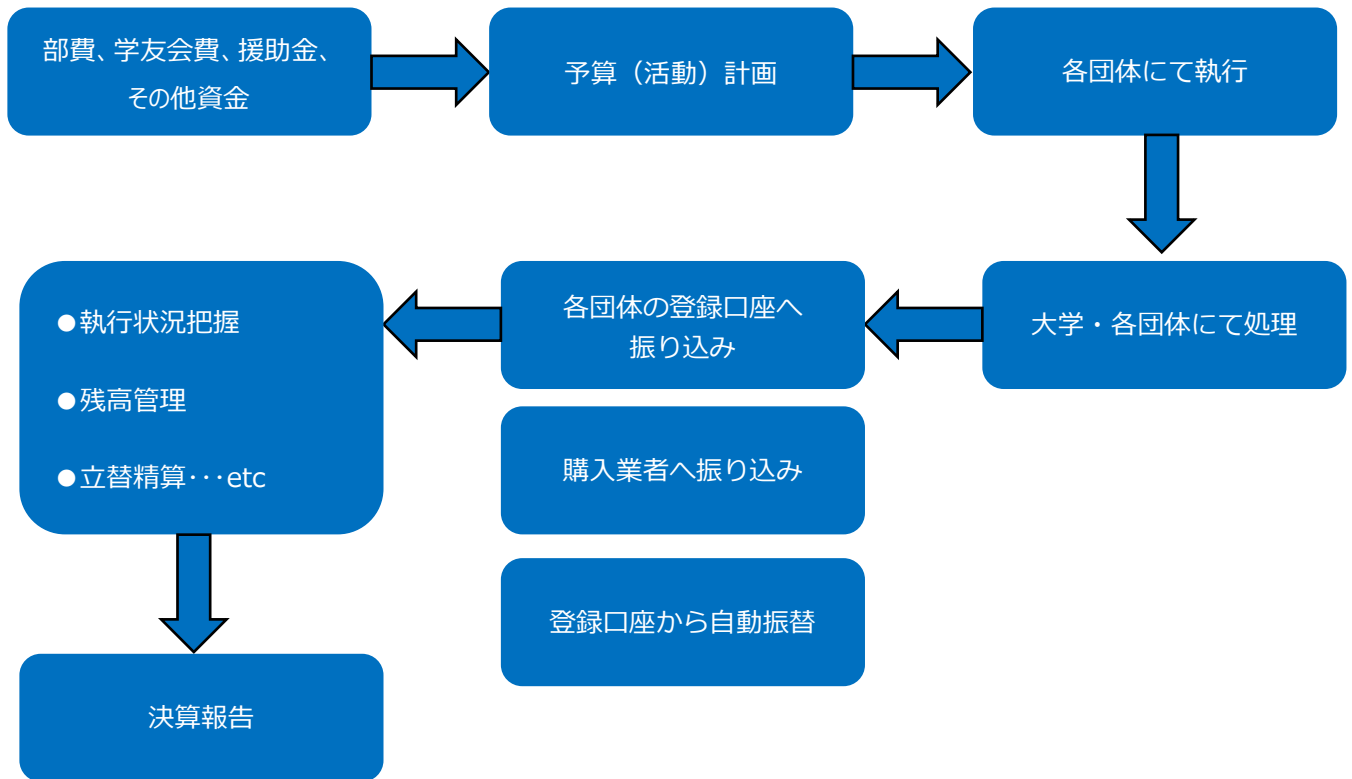 部費、学友会費、援助金、
その他資金
予算（活動）計画
各団体にて執行
大学・各団体にて処理
各団体の登録口座へ
振り込み
購入業者へ振り込み
登録口座から自動振替
●執行状況把握
●残高管理
●立替精算･･･etc
決算報告